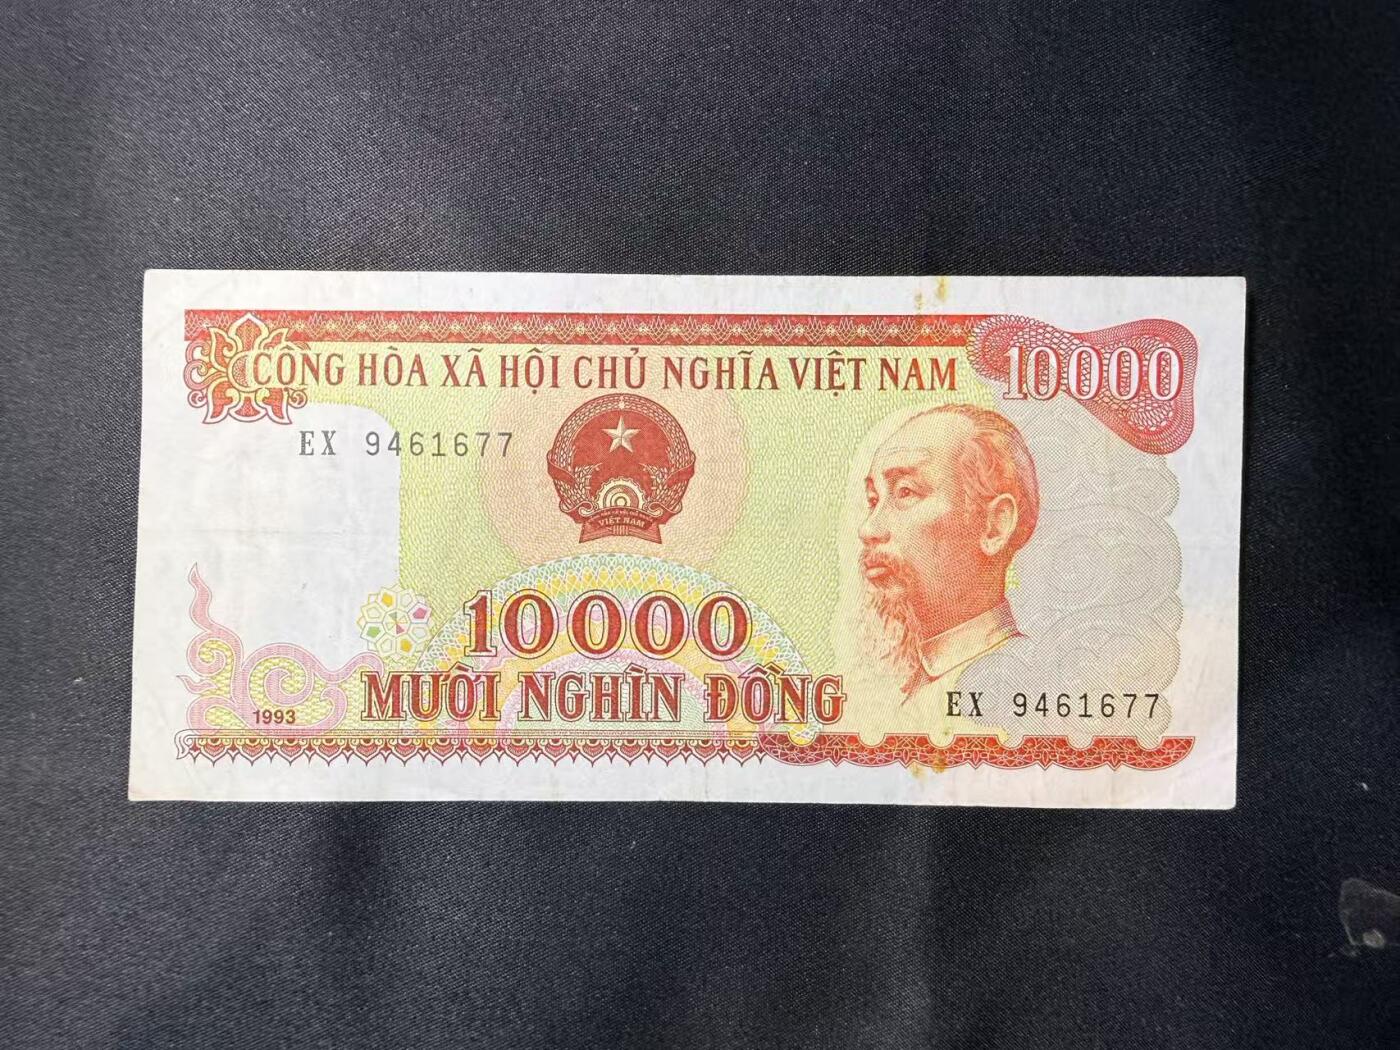 CỘNG HÒA XÃ HỘI CHỦ NGHĨA VIỆT NAM
10000
EX 9461677
VIỆT NAM
10000
MƯỜI NGHÌN ĐỒNG
EX 9461677
1993